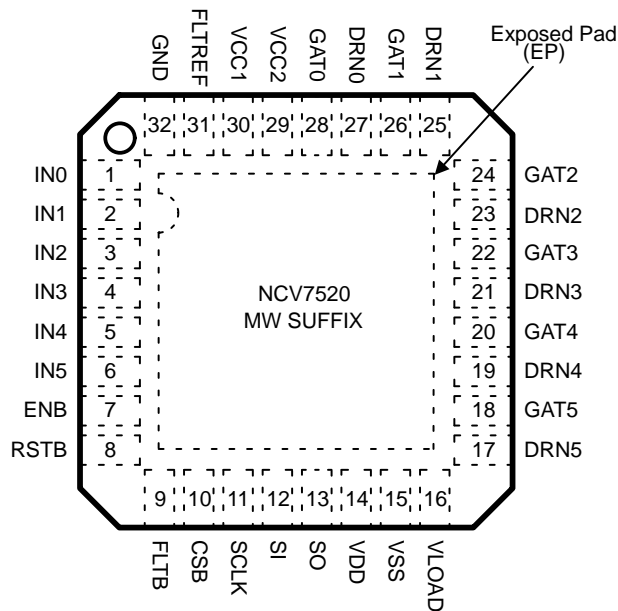 GND
FLTREF
VCC1
VCC2
GAT0
DRN0
GAT1
DRN1
Exposed Pad
(EP)
32 31 30 29 28 27 26 25
IN0 1
IN1 2
IN2 3
IN3 4
IN4 5
IN5 6
ENB 7
RSTB 8
NCV7520
MW SUFFIX
24 GAT2
23 DRN2
22 GAT3
21 DRN3
20 GAT4
19 DRN4
18 GAT5
17 DRN5
9 10 11 12 13 14 15 16
FLTB
CSB
SCLK
SI
SO
VDD
VSS
VLOAD